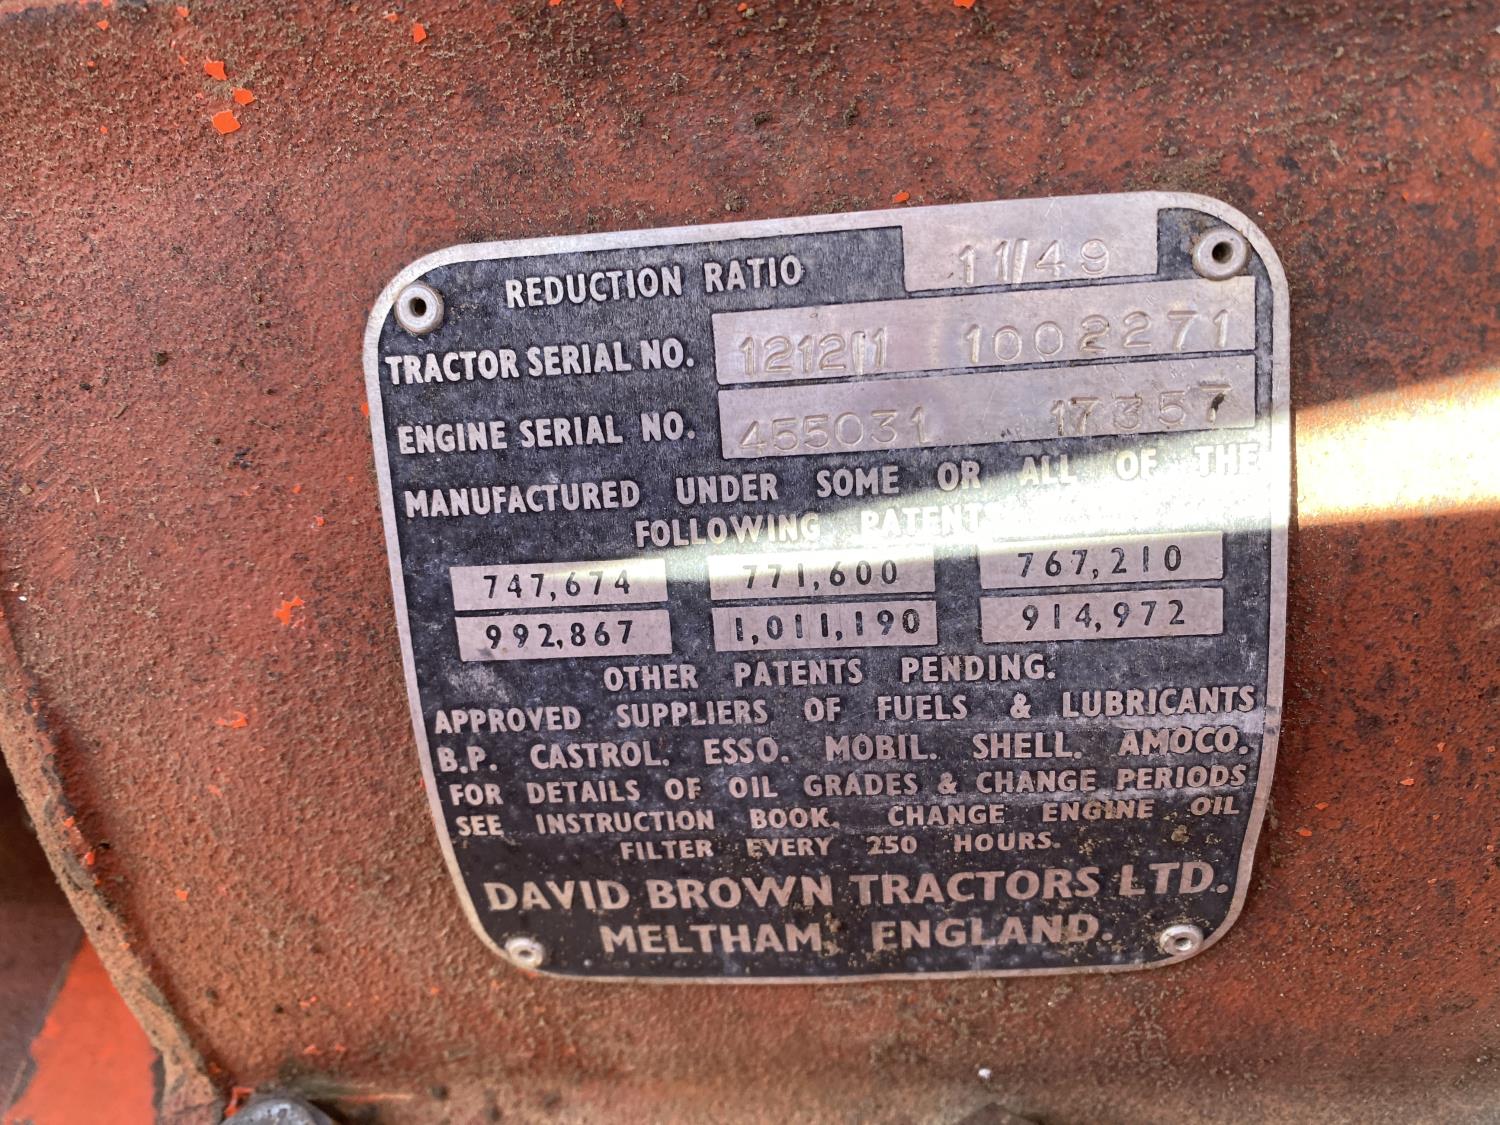 REDUCTION RATIO 11/49
TRACTOR SERIAL NO. 1212/1 1002271
ENGINE SERIAL NO. 455031 17357
MANUFACTURED UNDER SOME OR ALL OF THE
FOLLOWING PATENT
747,674 771,600 767,210
992,867 1,011,190 914,972
OTHER PATENTS PENDING.
APPROVED SUPPLIERS OF FUELS & LUBRICANTS
B.P. CASTROL. ESSO. MOBIL. SHELL. AMOCO.
FOR DETAILS OF OIL GRADES & CHANGE PERIODS
SEE INSTRUCTION BOOK. CHANGE ENGINE OIL
FILTER EVERY 250 HOURS.
DAVID BROWN TRACTORS LTD.
MELTHAM, ENGLAND.